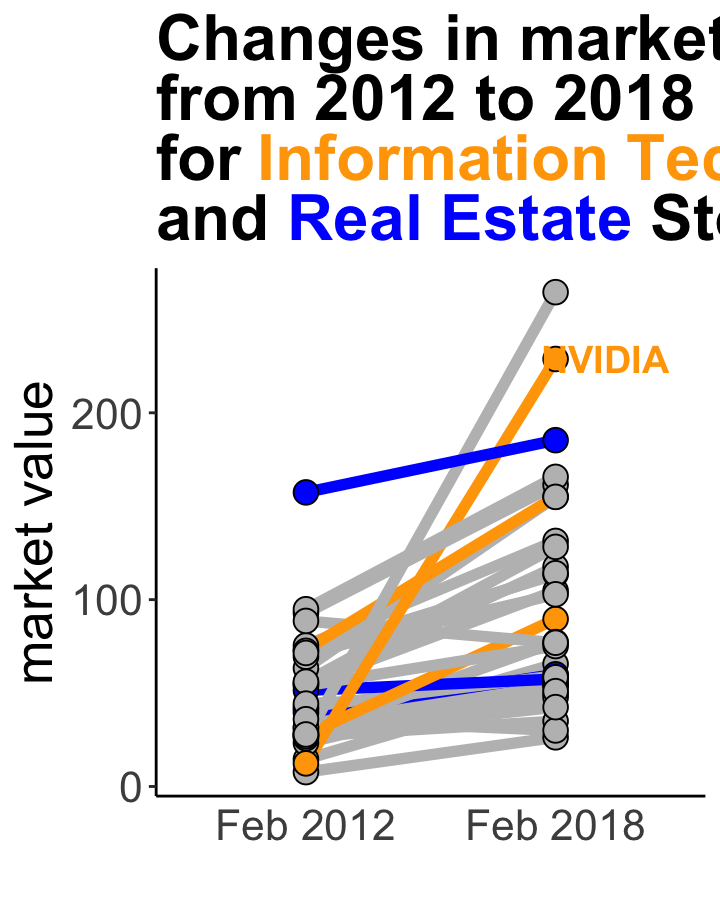 Changes in market
from 2012 to 2018
for Information Tec
and Real Estate Sto
NVIDIA
market value
200
100
0
Feb 2012 Feb 2018